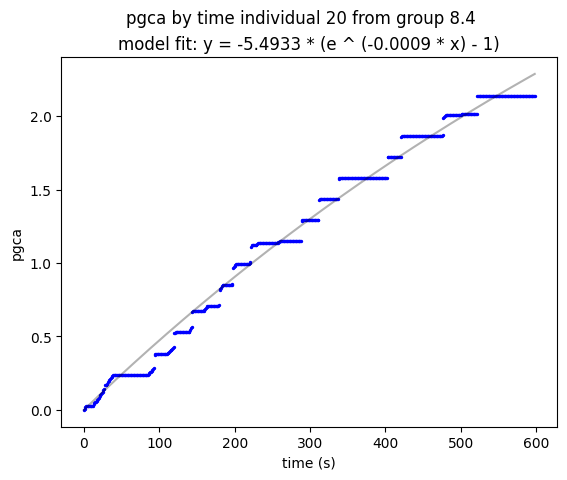 pgca by time individual 20 from group 8.4
model fit: y = -5.4933 * (e ^ (-0.0009 * x) - 1)
2.0
1.5
1.0
0.5
0.0
pgca
0 100 200 300 400 500 600
time (s)